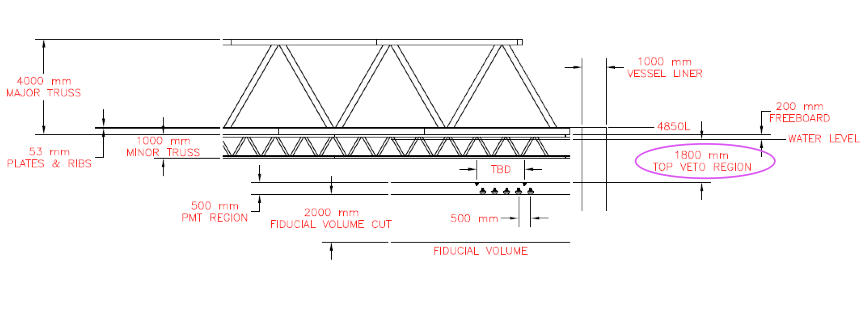 1000 mm
VESSEL LINER
4000 mm
MAJOR TRUSS
200 mm
FREEBOARD
4850L
WATER LEVEL
1000 mm
MINOR TRUSS
53 mm
PLATES & RIBS
1800 mm
TOP VETO REGION
TBD
500 mm
PMT REGION
2000 mm
FIDUCIAL VOLUME CUT
500 mm
FIDUCIAL VOLUME